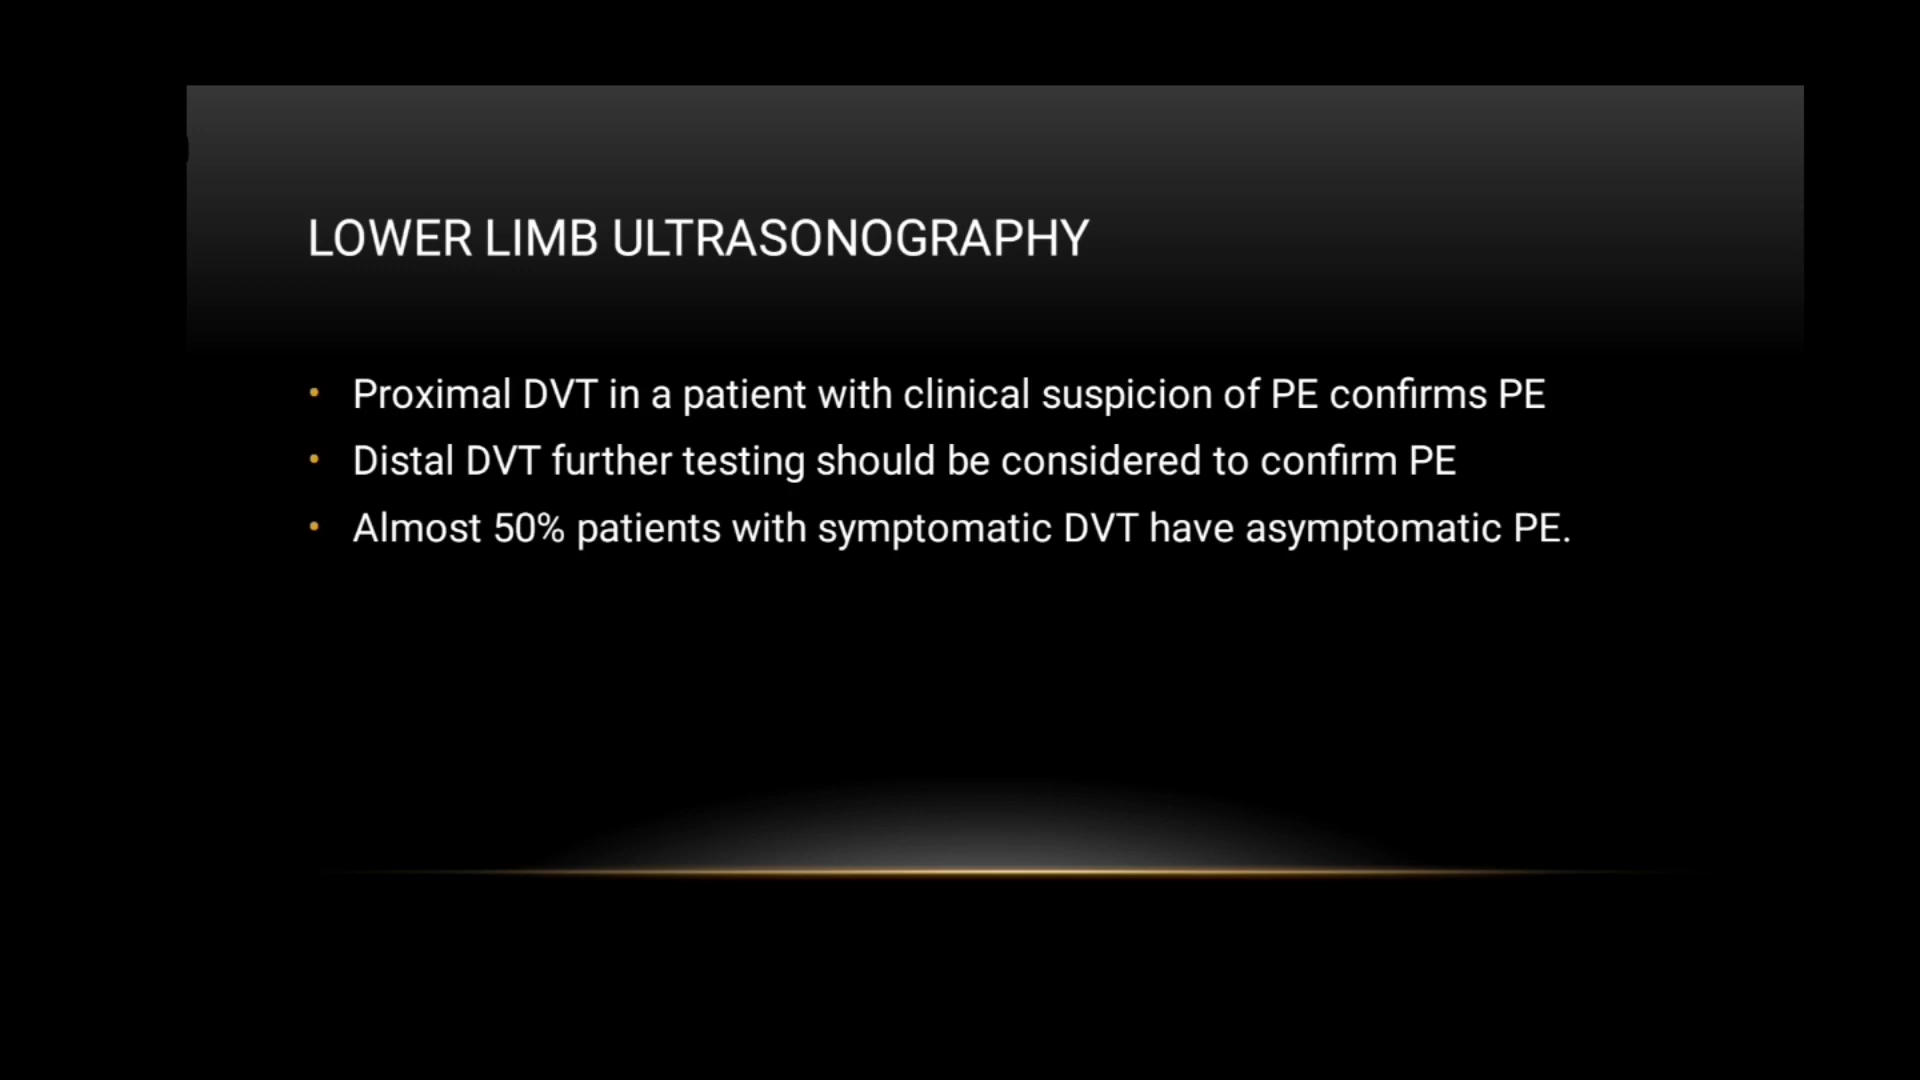 LOWER LIMB ULTRASONOGRAPHY
• Proximal DVT in a patient with clinical suspicion of PE confirms PE
• Distal DVT further testing should be considered to confirm PE
• Almost 50% patients with symptomatic DVT have asymptomatic PE.